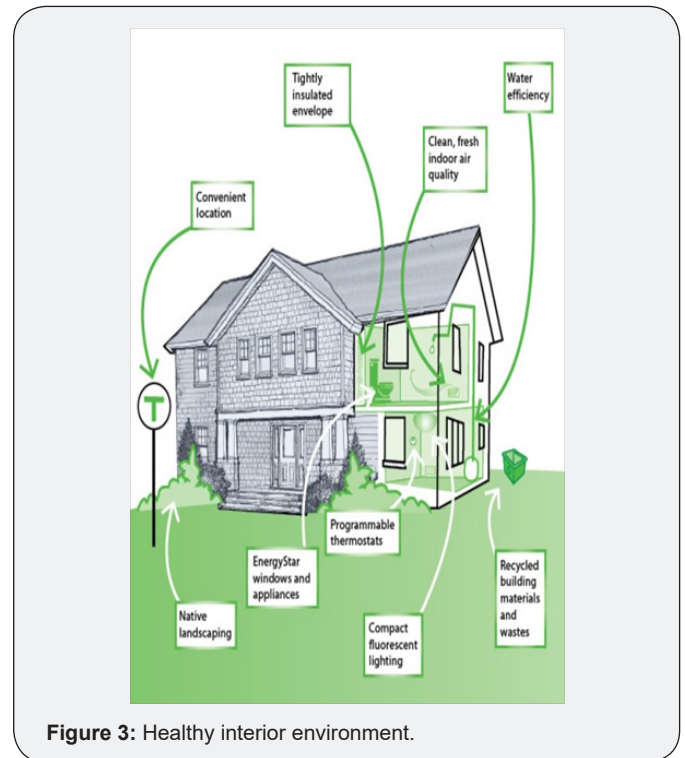 Tightly
insulated
envelope
Water
efficiency
Clean, fresh
indoor air
quality
Convenient
location
T
Programmable
thermostats
EnergyStar
windows and
appliances
Recycled
building
materials
and
wastes
Native
landscaping
Compact
fluorescent
lighting
Figure 3: Healthy interior environment.